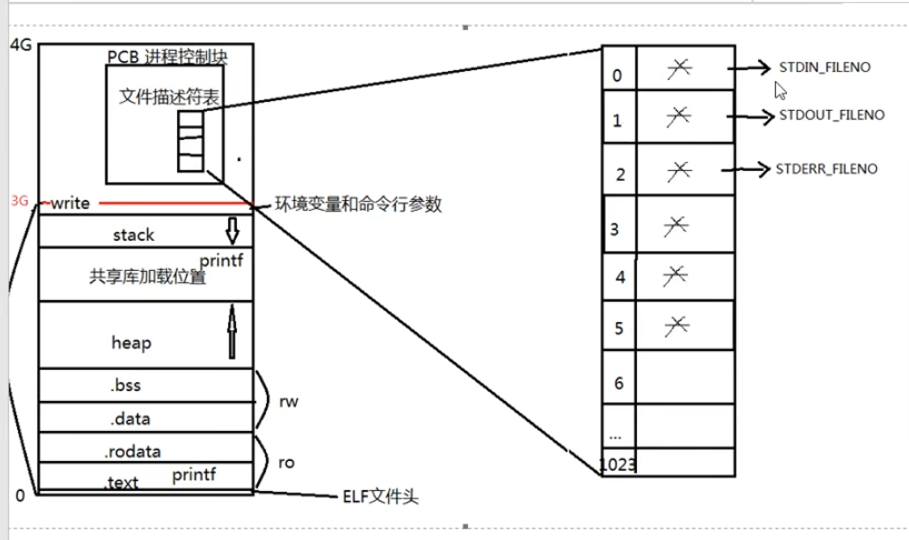 4G
PCB 进程控制块
文件描述符表
3G
write
环境变量和命令行参数
stack
printf
共享库加载位置
heap
.bss
rw
.data
.rodata
ro
.text
printf
0
ELF文件头
0
STDIN_FILENO
1
STDOUT_FILENO
2
STDERR_FILENO
3
4
5
6
...
1023